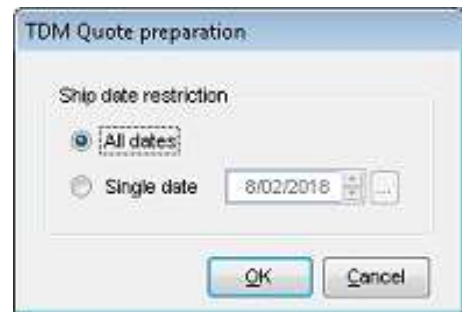 TDM Quote preparation
Ship date restriction
All dates
Single date 8/02/2018 ...
OK Cancel